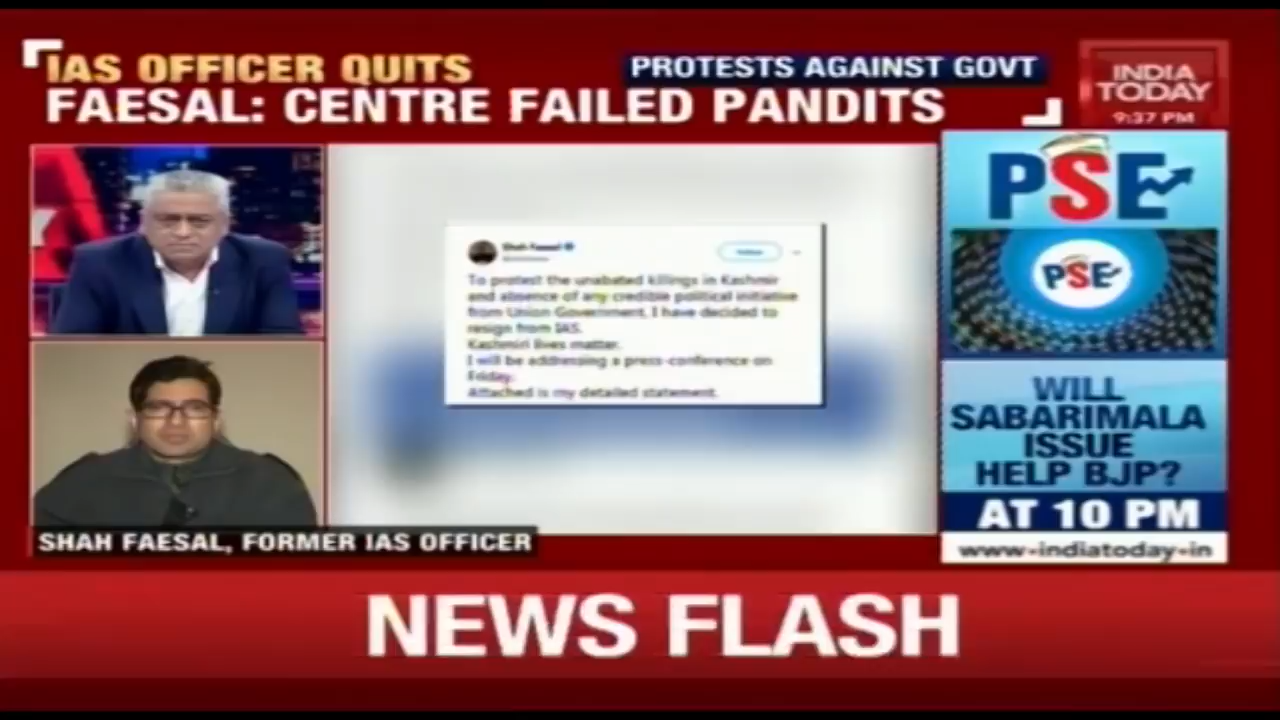 IAS OFFICER QUITS
PROTESTS AGAINST GOVT
FAESAL: CENTRE FAILED PANDITS
INDIA
TODAY
9:37 PM
PSE
PSE
Shah Faesal
Follow
To protest the unabated killings in Kashmir
and absence of any credible political initiative
from Union Government, I have decided to
resign from IAS.
Kashmiri lives matter.
I will be addressing a press-conference on
Friday.
Attached is my detailed statement.
WILL
SABARIMALA
ISSUE
HELP BJP?
AT 10 PM
www•indiatoday•in
SHAH FAESAL, FORMER IAS OFFICER
NEWS FLASH